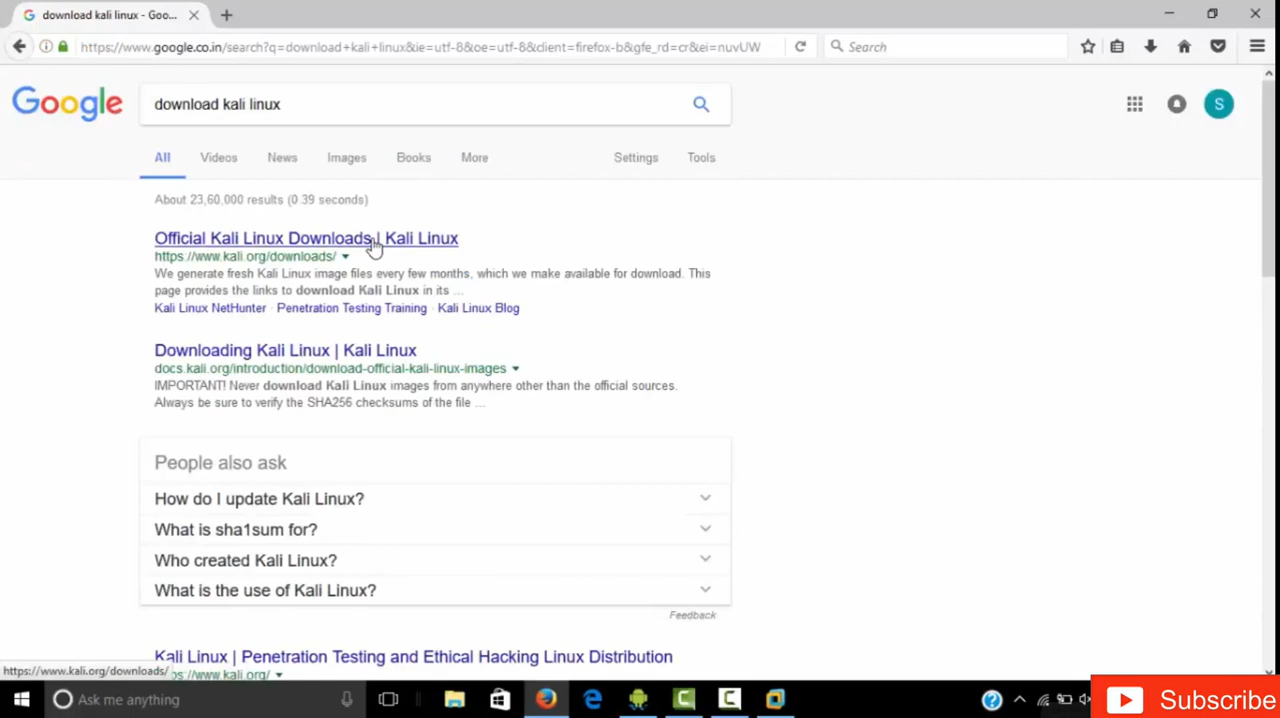 download kali linux - Goo...
https://www.google.co.in/search?q=download+kali+linux&ie=utf-8&oe=utf-8&client=firefox-b&gfe_rd=cr&ei=nuvUW
Search
Google
download kali linux
S
All Videos News Images Books More Settings Tools
About 23,60,000 results (0.39 seconds)
Official Kali Linux Downloads | Kali Linux
https://www.kali.org/downloads/
We generate fresh Kali Linux image files every few months, which we make available for download. This
page provides the links to download Kali Linux in its ...
Kali Linux NetHunter · Penetration Testing Training · Kali Linux Blog
Downloading Kali Linux | Kali Linux
docs.kali.org/introduction/download-official-kali-linux-images
IMPORTANT! Never download Kali Linux images from anywhere other than the official sources.
Always be sure to verify the SHA256 checksums of the file ...
People also ask
How do I update Kali Linux?
What is sha1sum for?
Who created Kali Linux?
What is the use of Kali Linux?
Feedback
Kali Linux | Penetration Testing and Ethical Hacking Linux Distribution
https://www.kali.org/downloads/
ps://www.kali.org/
Ask me anything
Subscribe